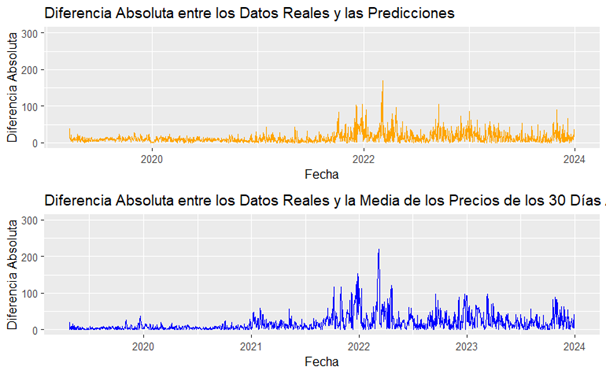 Diferencia Absoluta entre los Datos Reales y las Predicciones
Diferencia Absoluta
300
200
100
0
2020
2022
2024
Fecha
Diferencia Absoluta entre los Datos Reales y la Media de los Precios de los 30 Días
Diferencia Absoluta
300
200
100
0
2020
2021
2022
2023
2024
Fecha